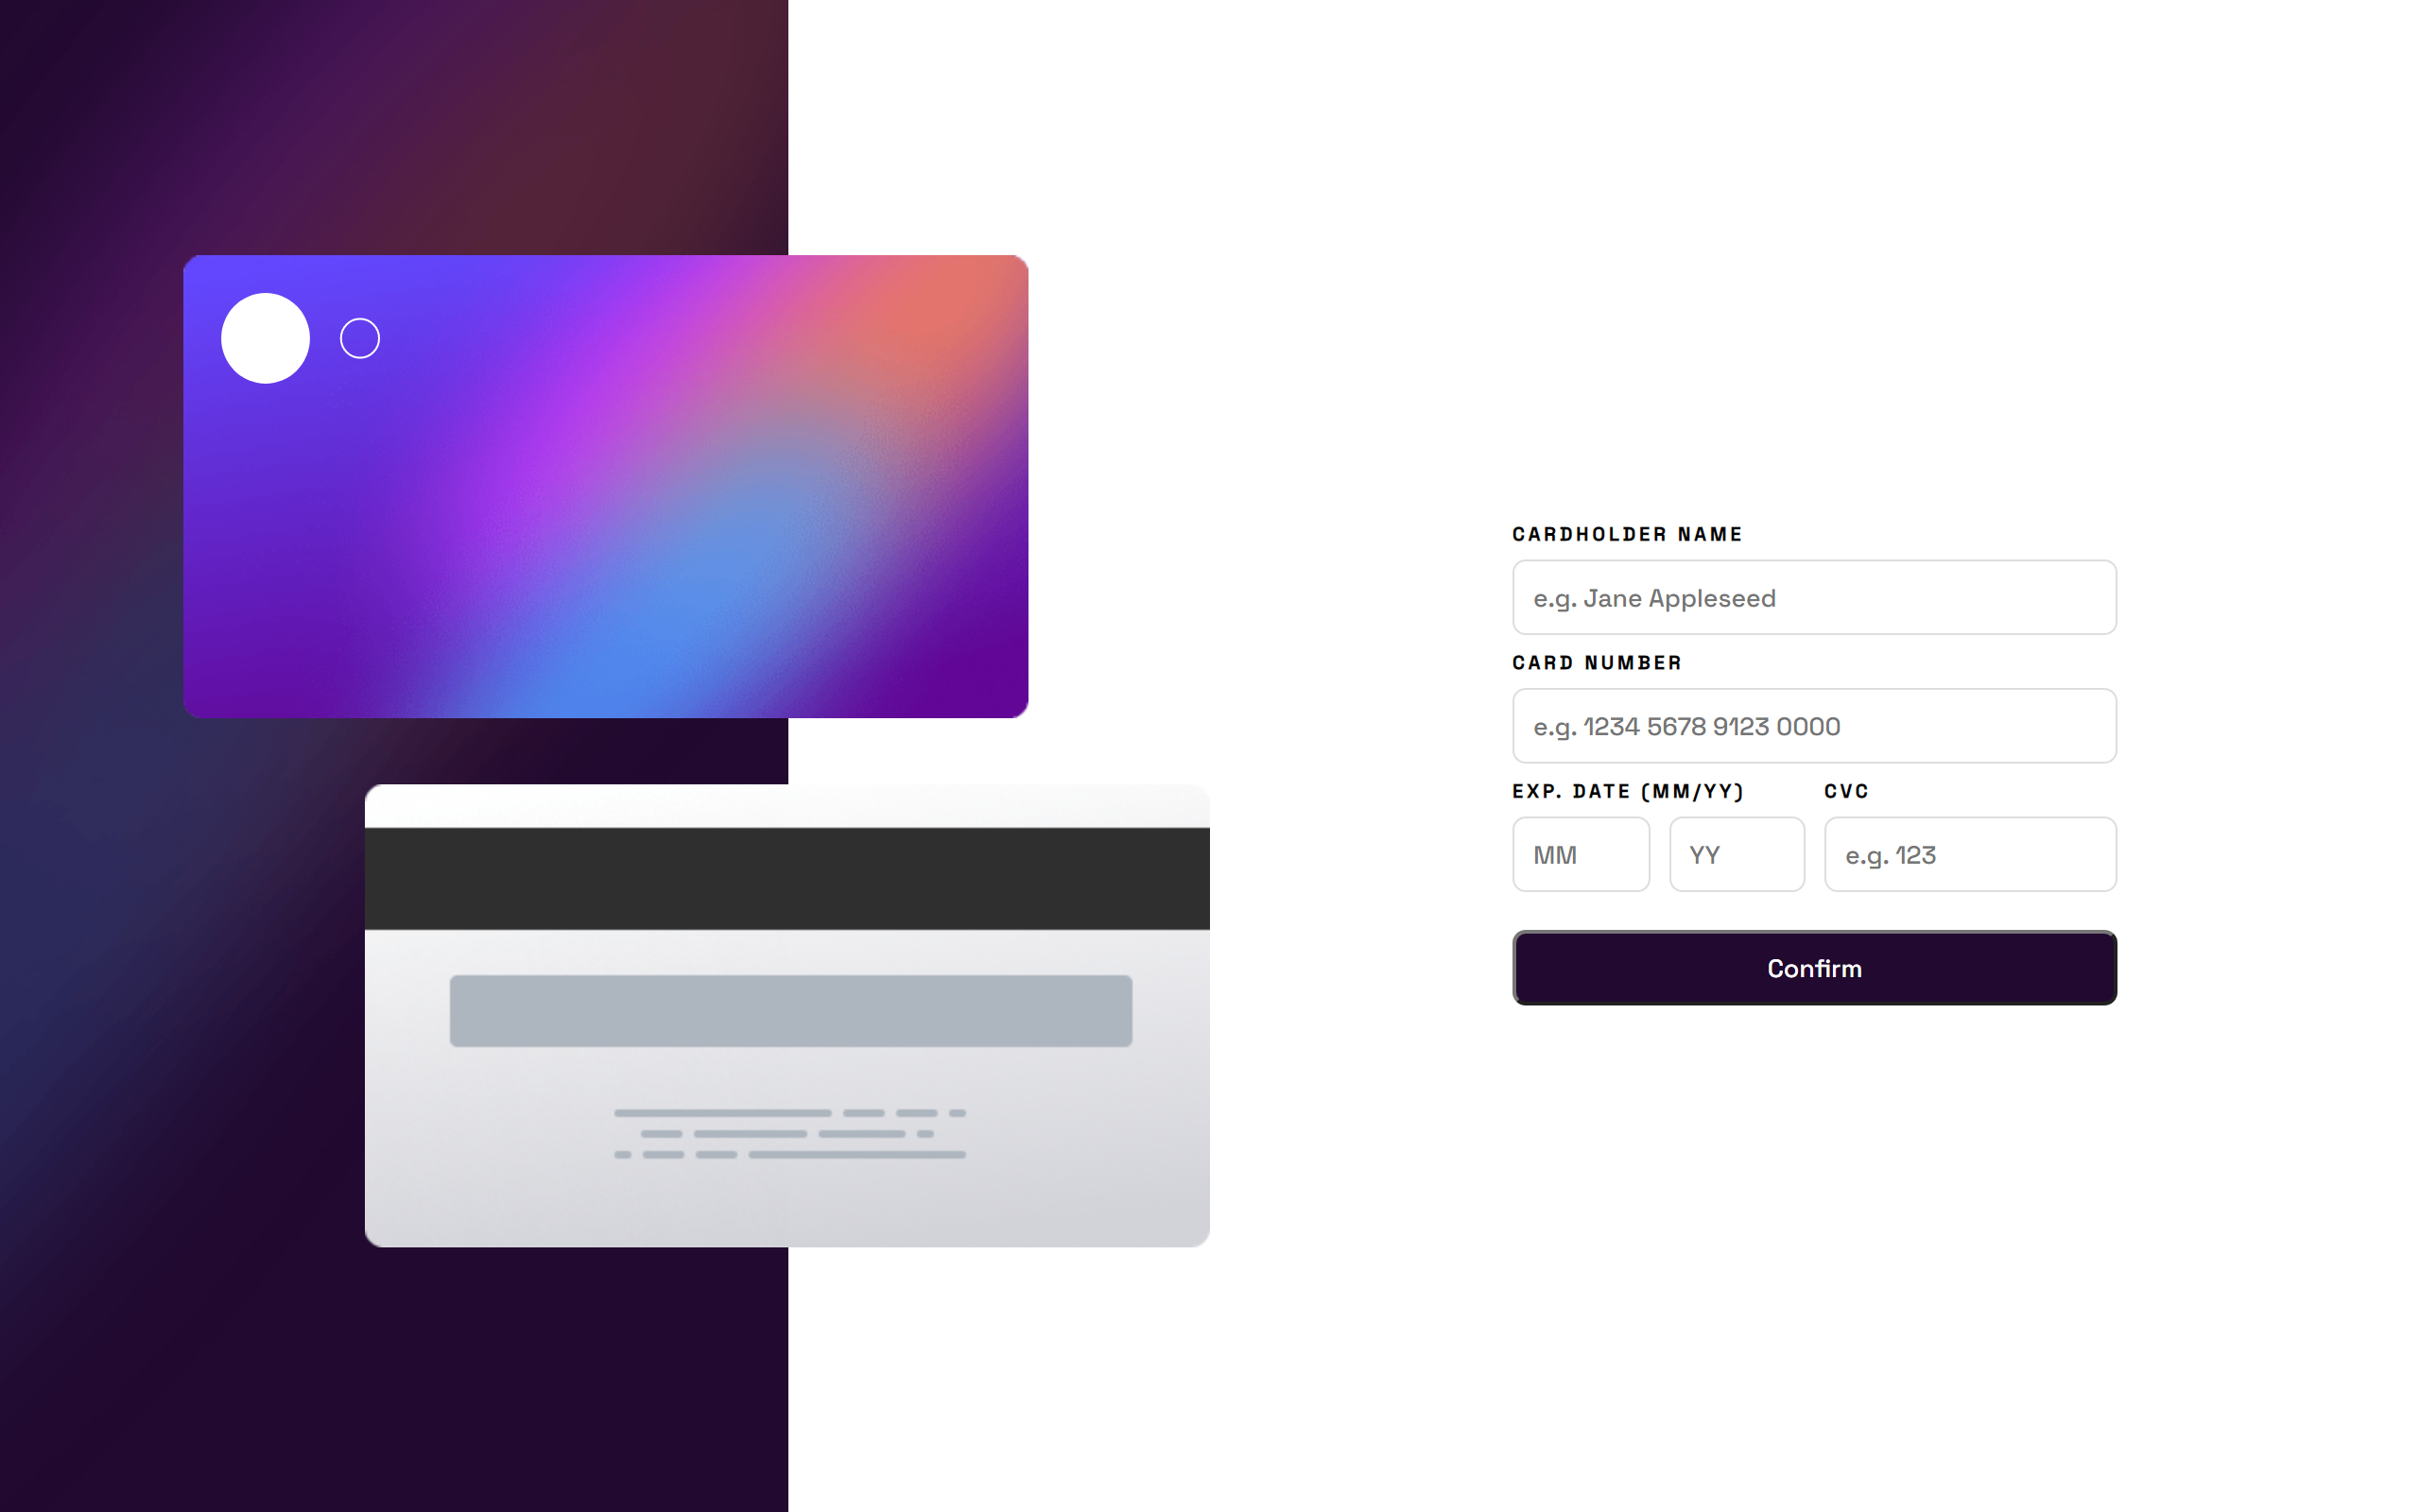 CARDHOLDER NAME
e.g. Jane Appleseed
CARD NUMBER
e.g. 1234 5678 9123 0000
EXP. DATE (MM/YY) CVC
MM YY e.g. 123
Confirm